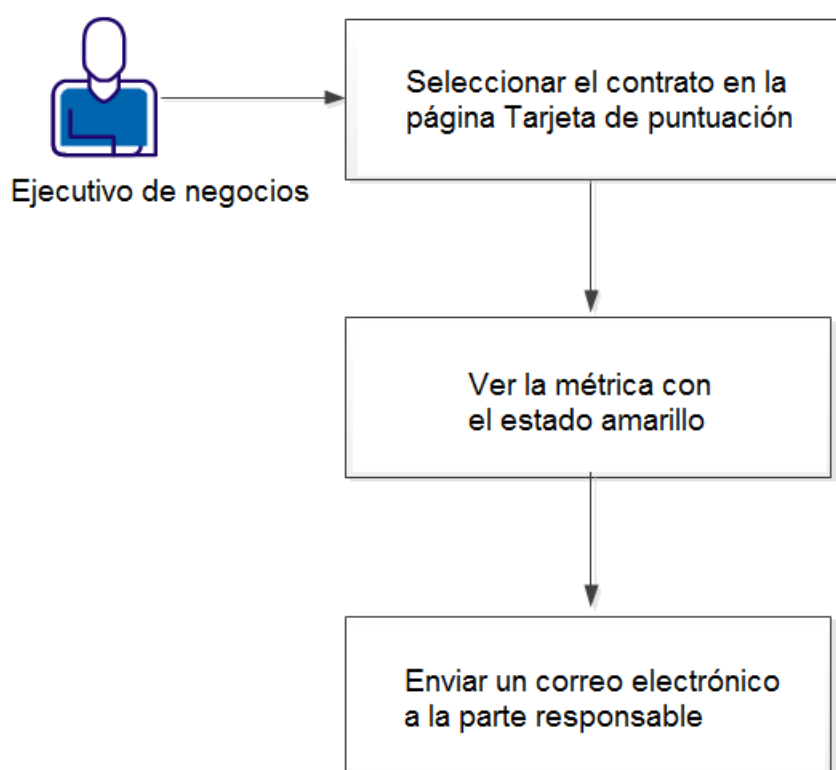 Seleccionar el contrato en la
página Tarjeta de puntuación
Ejecutivo de negocios
Ver la métrica con
el estado amarillo
Enviar un correo electrónico
a la parte responsable